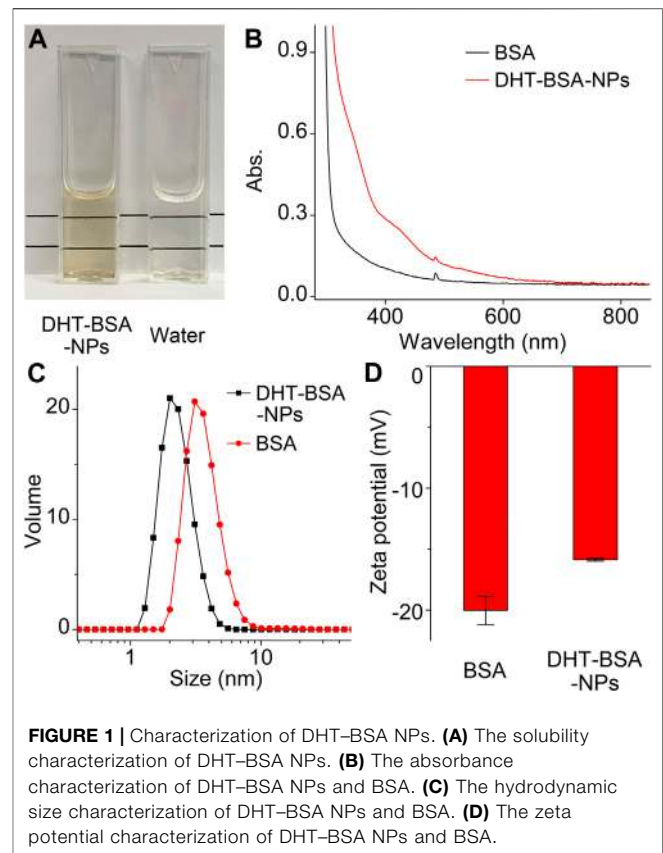 A
DHT-BSA
-NPs
Water
B
0.9
0.6
0.3
0.0
Abs.
BSA
DHT-BSA-NPs
400
600
800
Wavelength (nm)
C
20
10
0
Volume
DHT-BSA
-NPs
BSA
1
10
Size (nm)
D
0
-10
-20
Zeta potential (mV)
BSA
DHT-BSA
-NPs
FIGURE 1 | Characterization of DHT–BSA NPs. (A) The solubility
characterization of DHT–BSA NPs. (B) The absorbance
characterization of DHT–BSA NPs and BSA. (C) The hydrodynamic
size characterization of DHT–BSA NPs and BSA. (D) The zeta
potential characterization of DHT–BSA NPs and BSA.